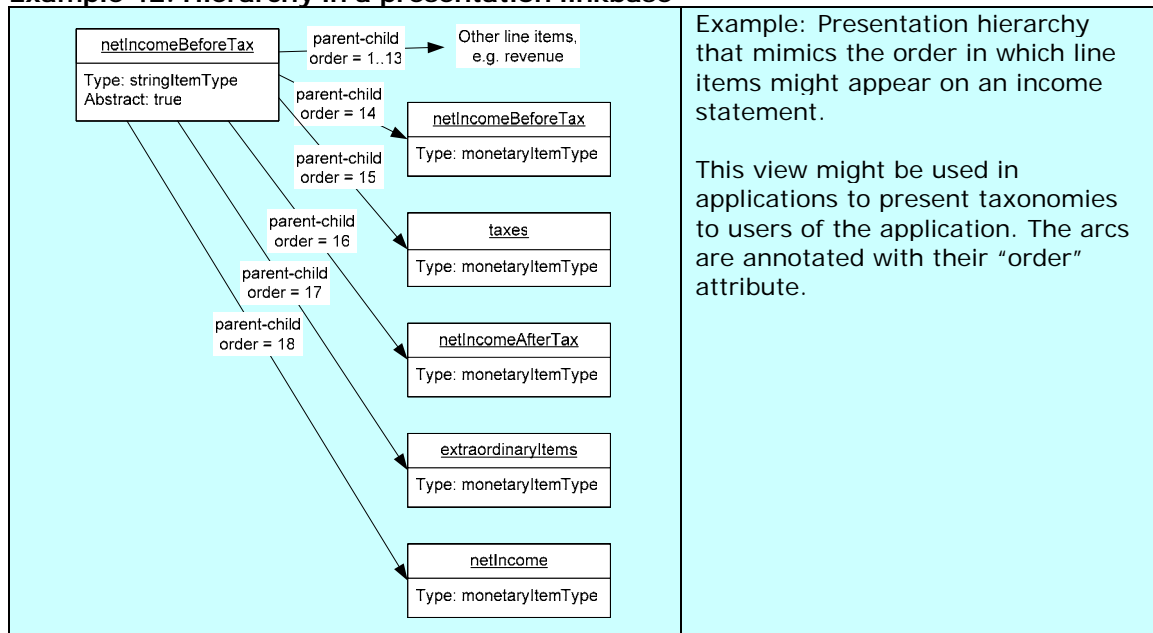 Example 42: Hierarchy in a presentation linkbase
netIncomeBeforeTax
Type: stringItemType
Abstract: true
parent-child
order = 1..13
Other line items,
e.g. revenue
parent-child
order = 14
netIncomeBeforeTax
Type: monetaryItemType
parent-child
order = 15
taxes
Type: monetaryItemType
parent-child
order = 16
netIncomeAfterTax
Type: monetaryItemType
parent-child
order = 17
extraordinaryItems
Type: monetaryItemType
parent-child
order = 18
netIncome
Type: monetaryItemType
Example: Presentation hierarchy
that mimics the order in which line
items might appear on an income
statement.
This view might be used in
applications to present taxonomies
to users of the application. The arcs
are annotated with their “order”
attribute.